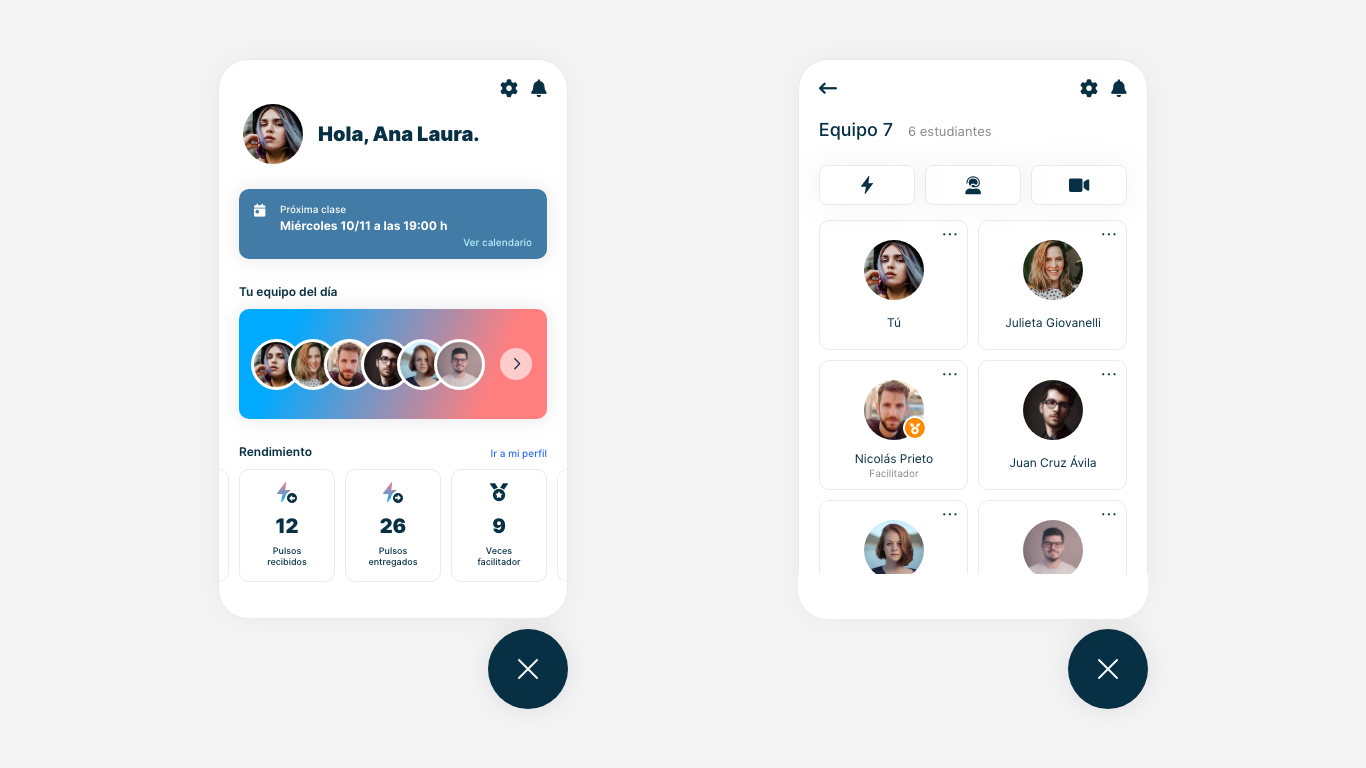 Hola, Ana Laura.
Próxima clase
Miércoles 10/11 a las 19:00 h
Ver calendario
Tu equipo del día
Rendimiento
Ir a mi perfil
12
Pulsos
recibidos
26
Pulsos
entregados
9
Veces
facilitador
Equipo 7
6 estudiantes
Tú
Julieta Giovanelli
Nicolás Prieto
Facilitador
Juan Cruz Ávila